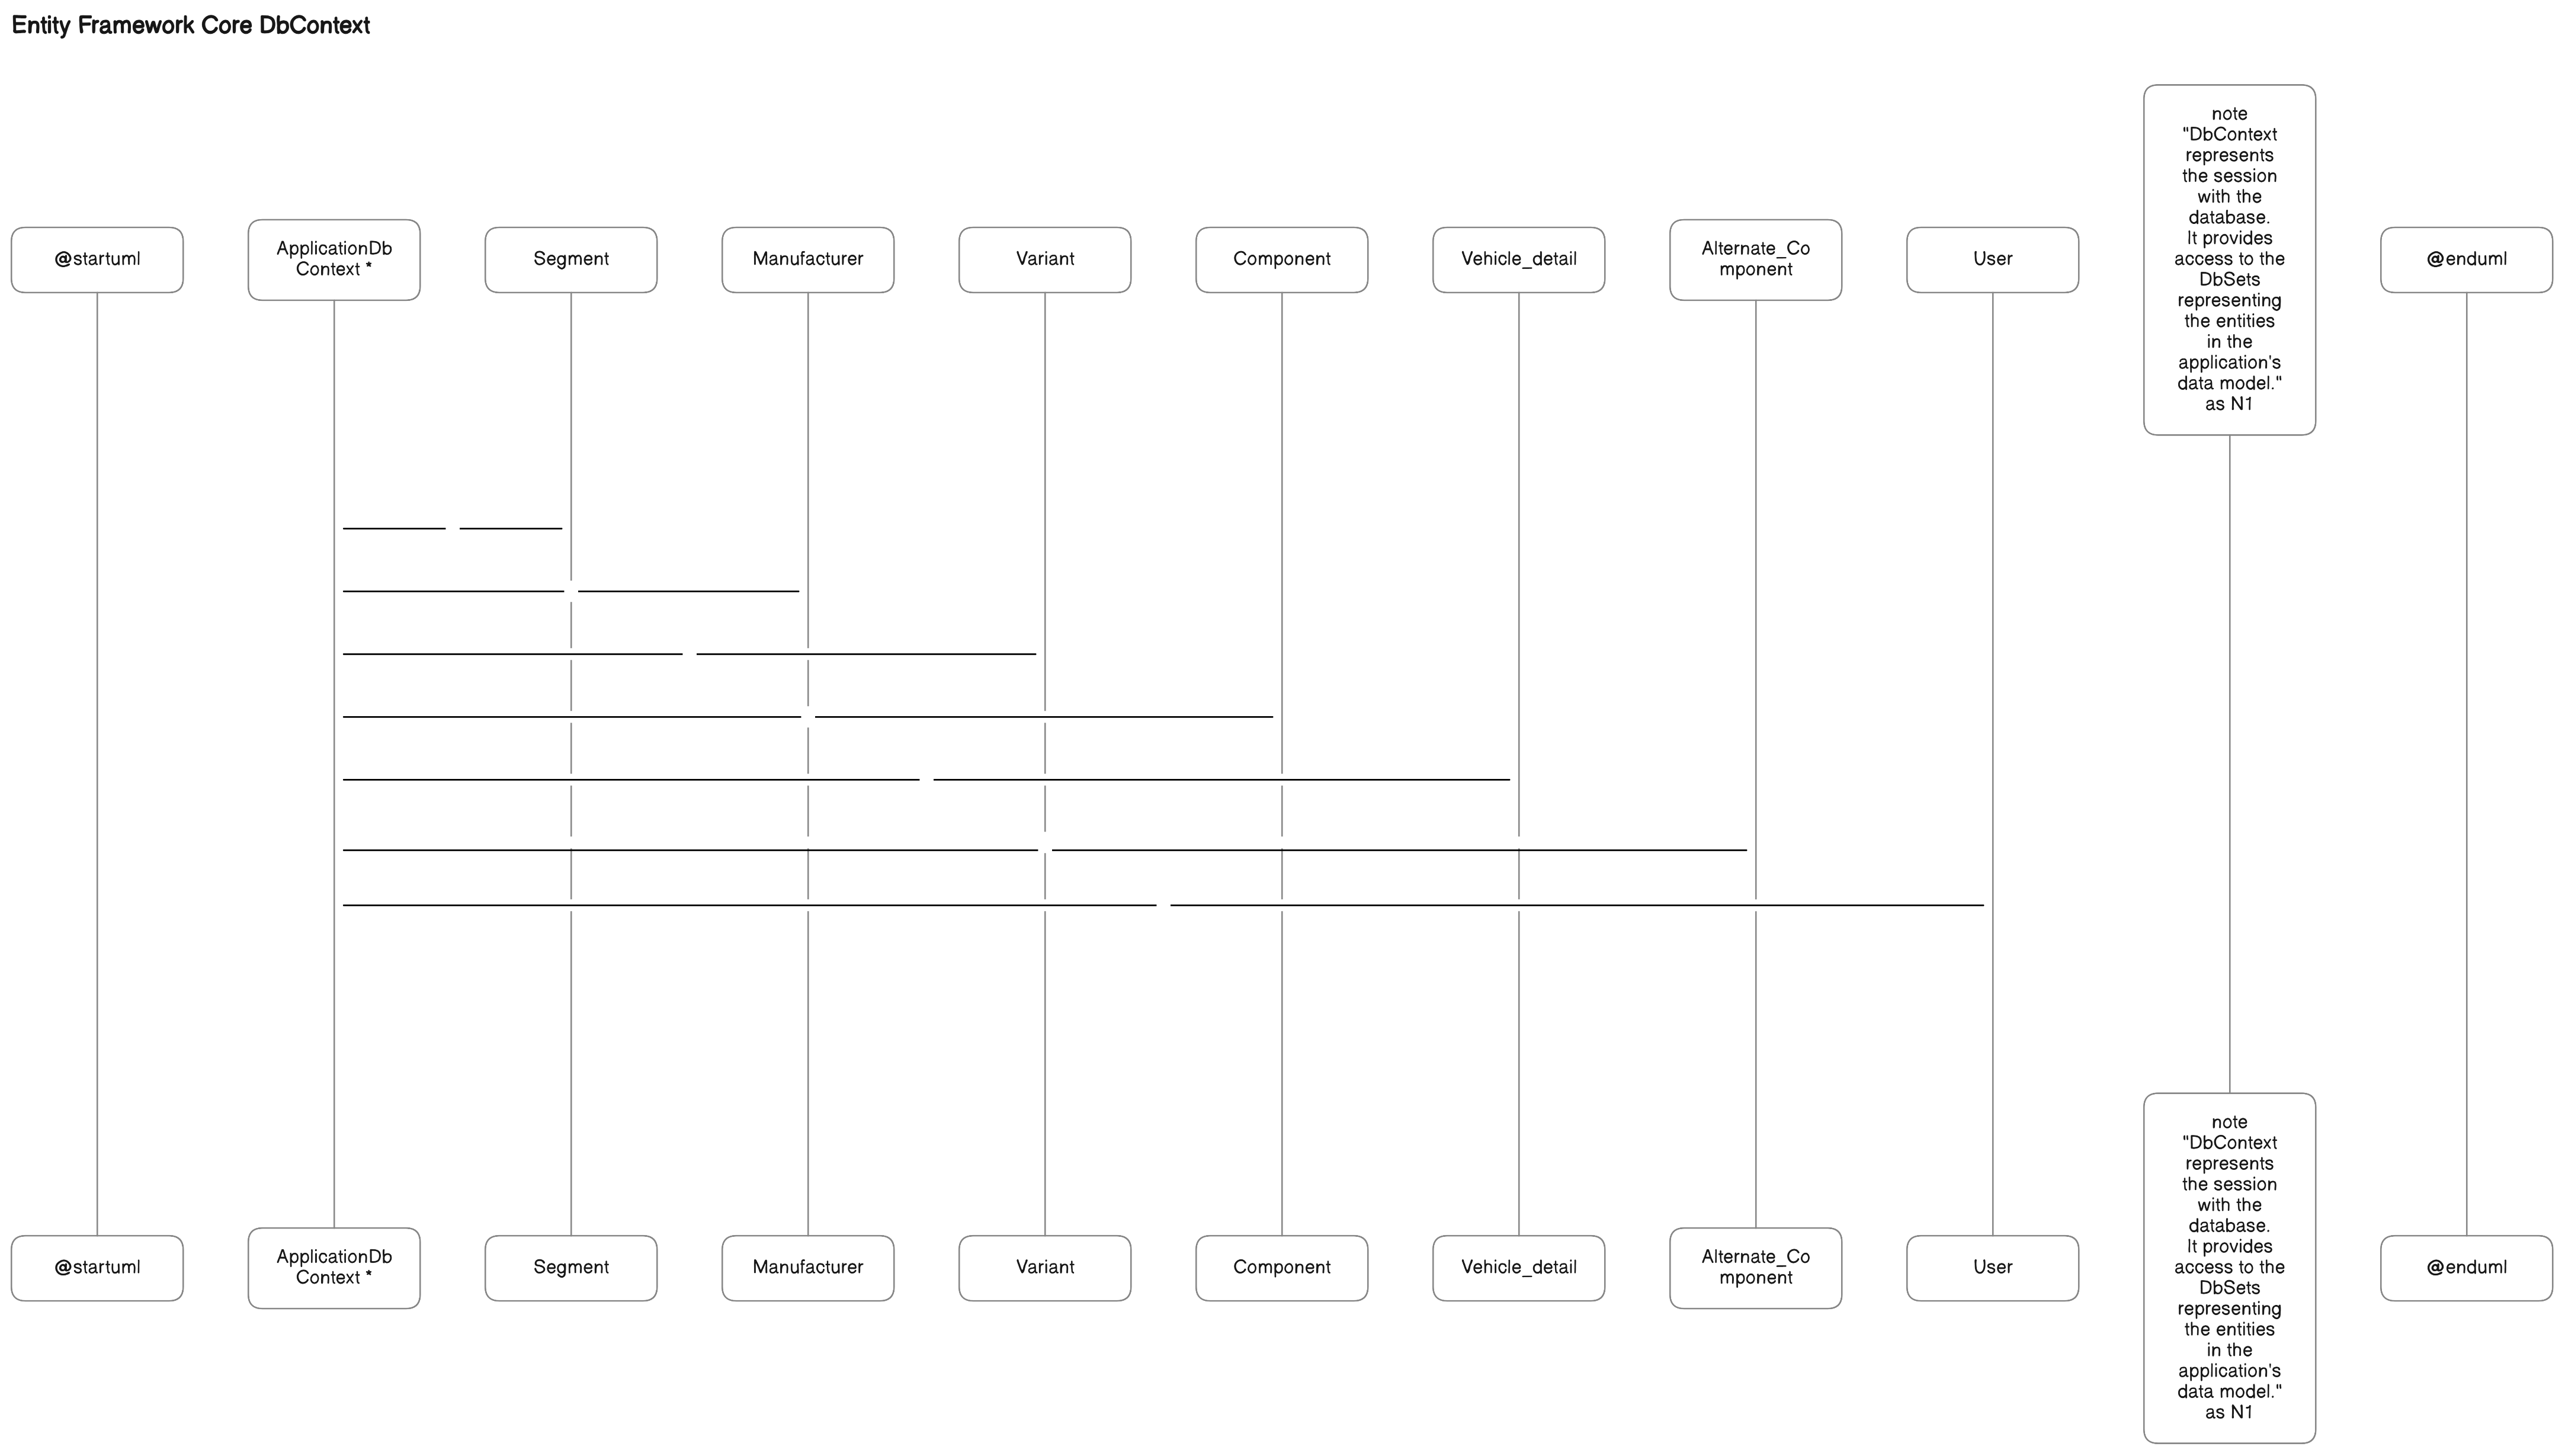 Entity Framework Core DbContext
@startuml
ApplicationDb
Context *
Segment
Manufacturer
Variant
Component
Vehicle_detail
Alternate_Co
mponent
User
note
"DbContext
represents
the session
with the
database.
It provides
access to the
DbSets
representing
the entities
in the
application's
data model."
as N1
@enduml
@startuml
ApplicationDb
Context *
Segment
Manufacturer
Variant
Component
Vehicle_detail
Alternate_Co
mponent
User
note
"DbContext
represents
the session
with the
database.
It provides
access to the
DbSets
representing
the entities
in the
application's
data model."
as N1
@enduml